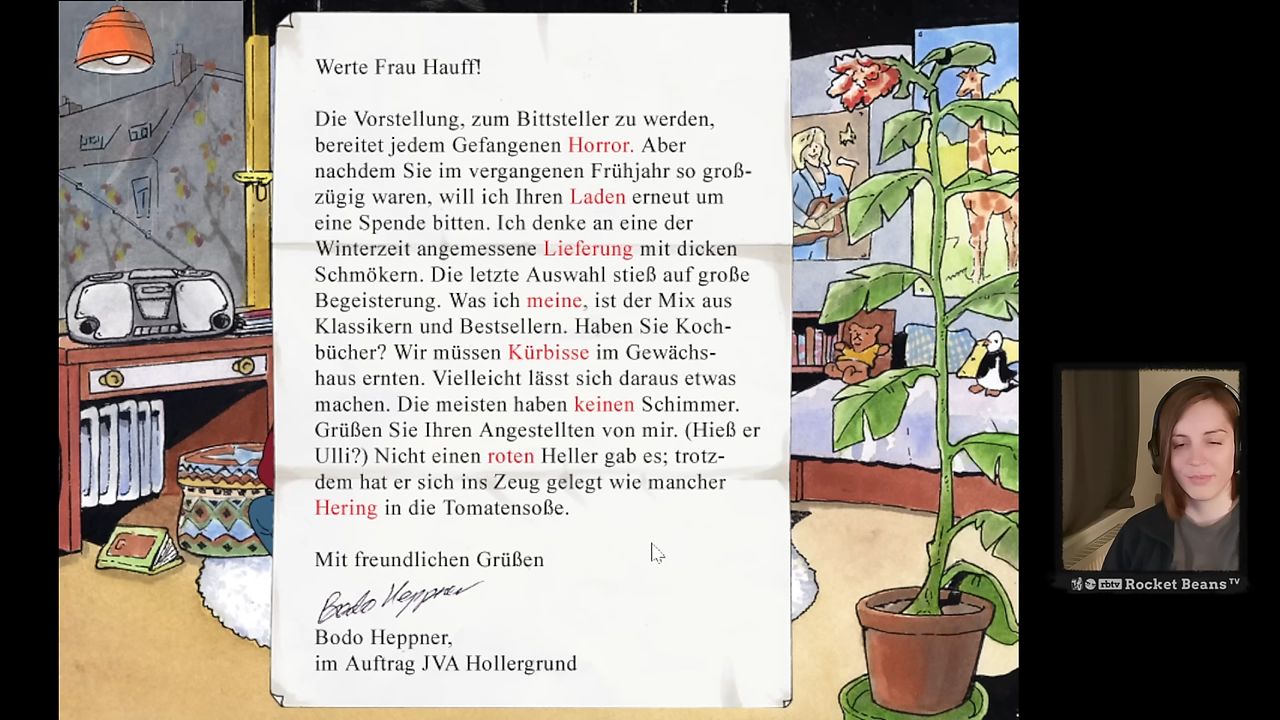 Werte Frau Hauff!
Die Vorstellung, zum Bittsteller zu werden,
bereitet jedem Gefangenen Horror. Aber
nachdem Sie im vergangenen Frühjahr so groß-
zügig waren, will ich Ihren Laden erneut um
eine Spende bitten. Ich denke an eine der
Winterzeit angemessene Lieferung mit dicken
Schmökern. Die letzte Auswahl stieß auf große
Begeisterung. Was ich meine, ist der Mix aus
Klassikern und Bestsellern. Haben Sie Koch-
bücher? Wir müssen Kürbisse im Gewächs-
haus ernten. Vielleicht lässt sich daraus etwas
machen. Die meisten haben keinen Schimmer.
Grüßen Sie Ihren Angestellten von mir. (Hieß er
Ulli?) Nicht einen roten Heller gab es; trotz-
dem hat er sich ins Zeug gelegt wie mancher
Hering in die Tomatensoße.
Mit freundlichen Grüßen
Bodo Heppner
Bodo Heppner,
im Auftrag JVA Hollergrund
rbtv Rocket Beans TV